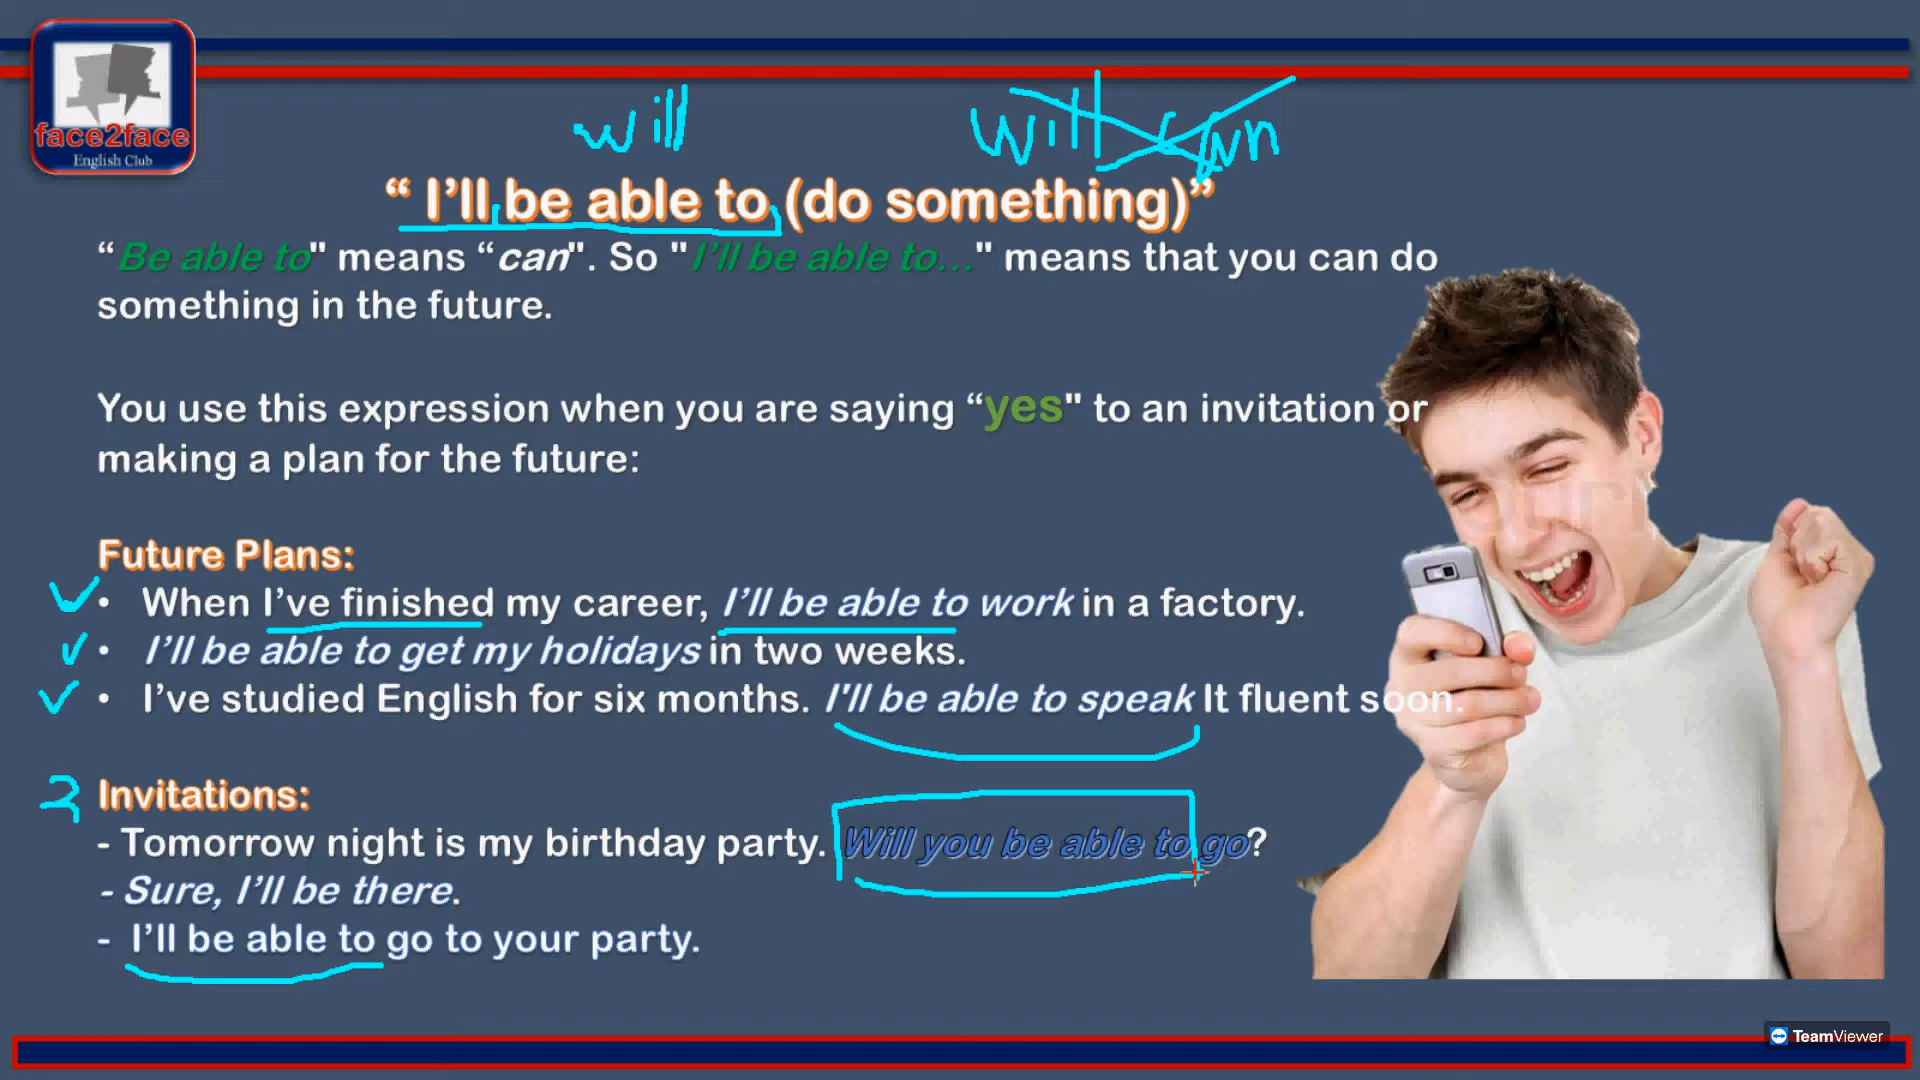 face2face
English Club
will
will can
“ I’ll be able to (do something)”
“Be able to" means “can". So "I’ll be able to..." means that you can do
something in the future.
You use this expression when you are saying “yes" to an invitation or
making a plan for the future:
Future Plans:
• When I’ve finished my career, I’ll be able to work in a factory.
• I’ll be able to get my holidays in two weeks.
• I’ve studied English for six months. I'll be able to speak It fluent soon.
2 Invitations:
- Tomorrow night is my birthday party. Will you be able to go?
- Sure, I’ll be there.
- I’ll be able to go to your party.
TeamViewer